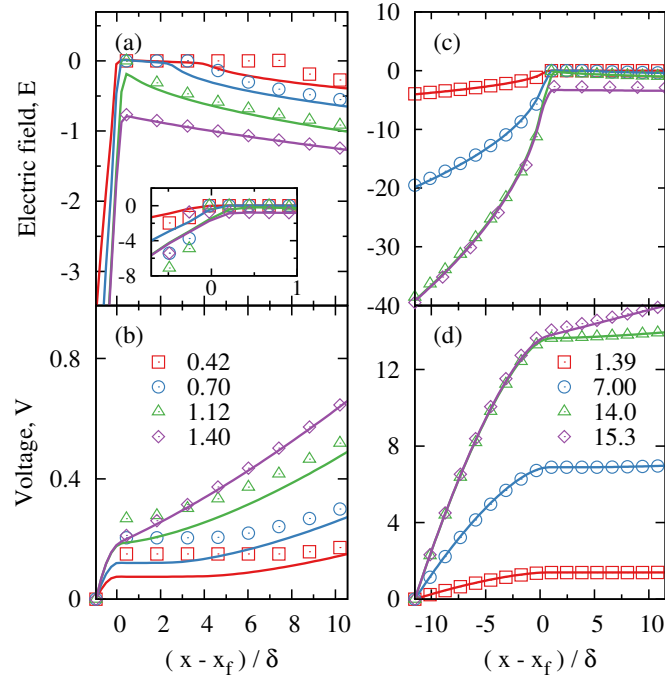 (a)
(c)
Electric field, E
0
-1
-2
-3
0
-10
-20
-30
-40
0
-4
-8
0
1
(b)
(d)
Voltage, V
0.8
0.4
0
12
8
4
0
0.42
0.70
1.12
1.40
1.39
7.00
14.0
15.3
0 2 4 6 8 10
-10 -5 0 5 10
( x - x_f ) / δ
( x - x_f ) / δ